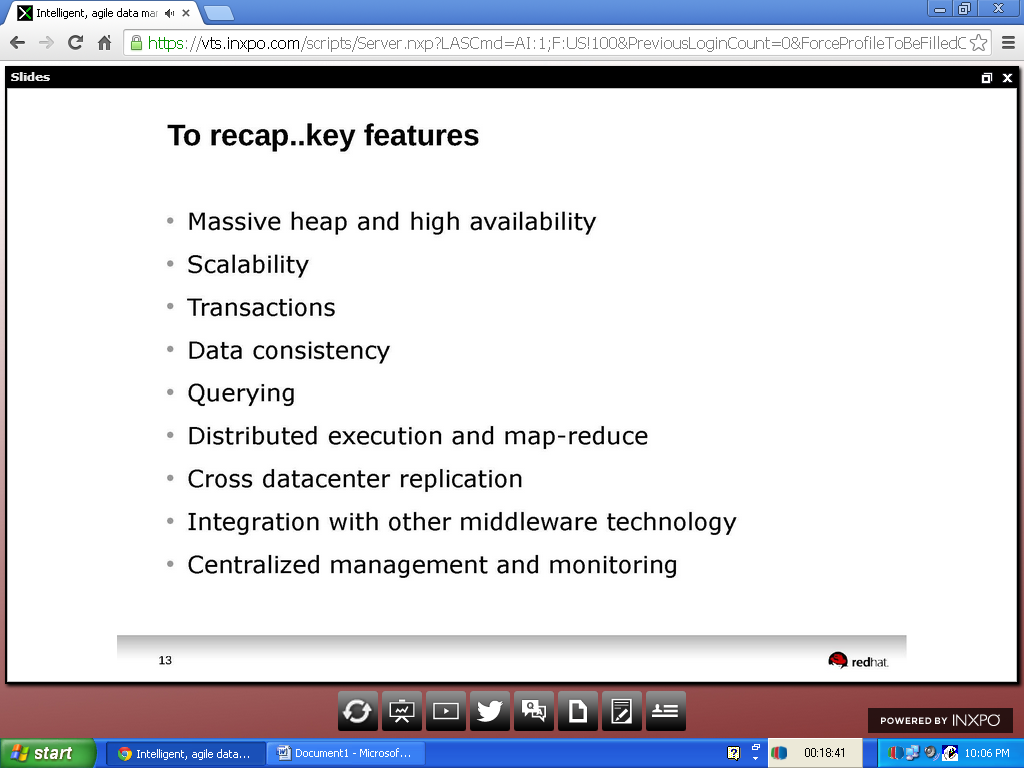 Intelligent, agile data mar
https://vts.inxpo.com/scripts/Server.nxp?LASCmd=AI:1;F:US!100&PreviousLoginCount=0&ForceProfileToBeFilledO
Slides
To recap..key features
• Massive heap and high availability
• Scalability
• Transactions
• Data consistency
• Querying
• Distributed execution and map-reduce
• Cross datacenter replication
• Integration with other middleware technology
• Centralized management and monitoring
13
redhat.
POWERED BY INXPO
start
Intelligent, agile data...
Document1 - Microsof...
00:18:41
10:06 PM